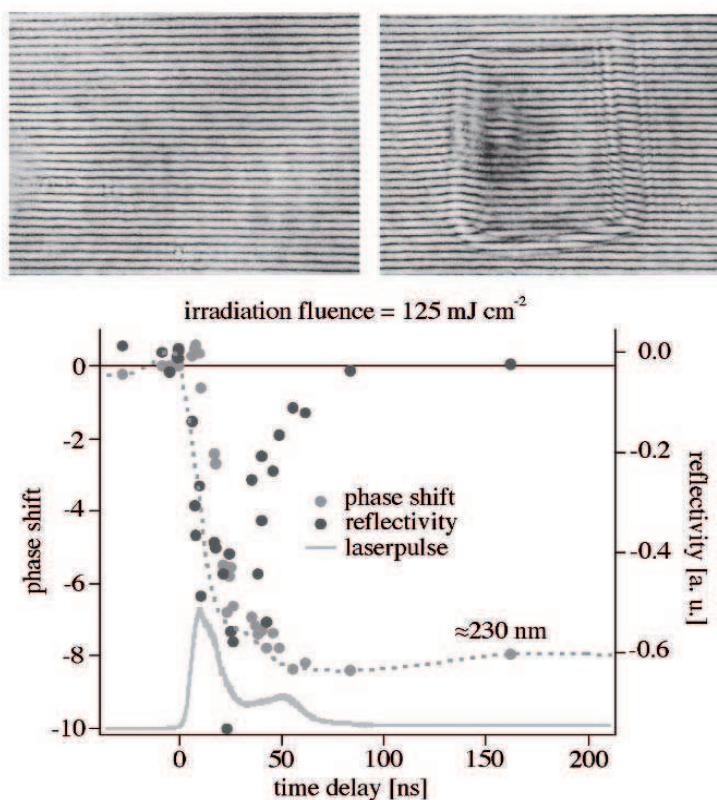 irradiation fluence = 125 mJ cm-2
0
-2
-4
-6
-8
-10
phase shift
0.0
-0.2
-0.4
-0.6
reflectivity [a. u.]
phase shift
reflectivity
laserpulse
≈230 nm
0
50
100
150
200
time delay [ns]